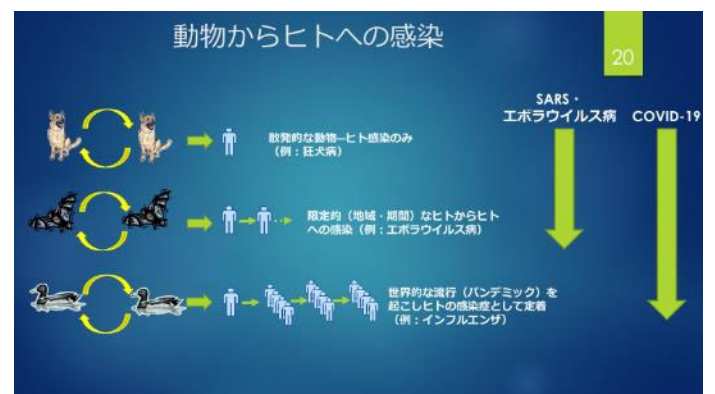 動物からヒトへの感染
20
SARS・
エボラウイルス病
COVID-19
散発的な動物―ヒト感染のみ
(例:狂犬病)
限定的(地域・期間)なヒトからヒト
への感染(例:エボラウイルス病)
世界的な流行(パンデミック)を
起こしヒトの感染症として定着
(例:インフルエンザ)